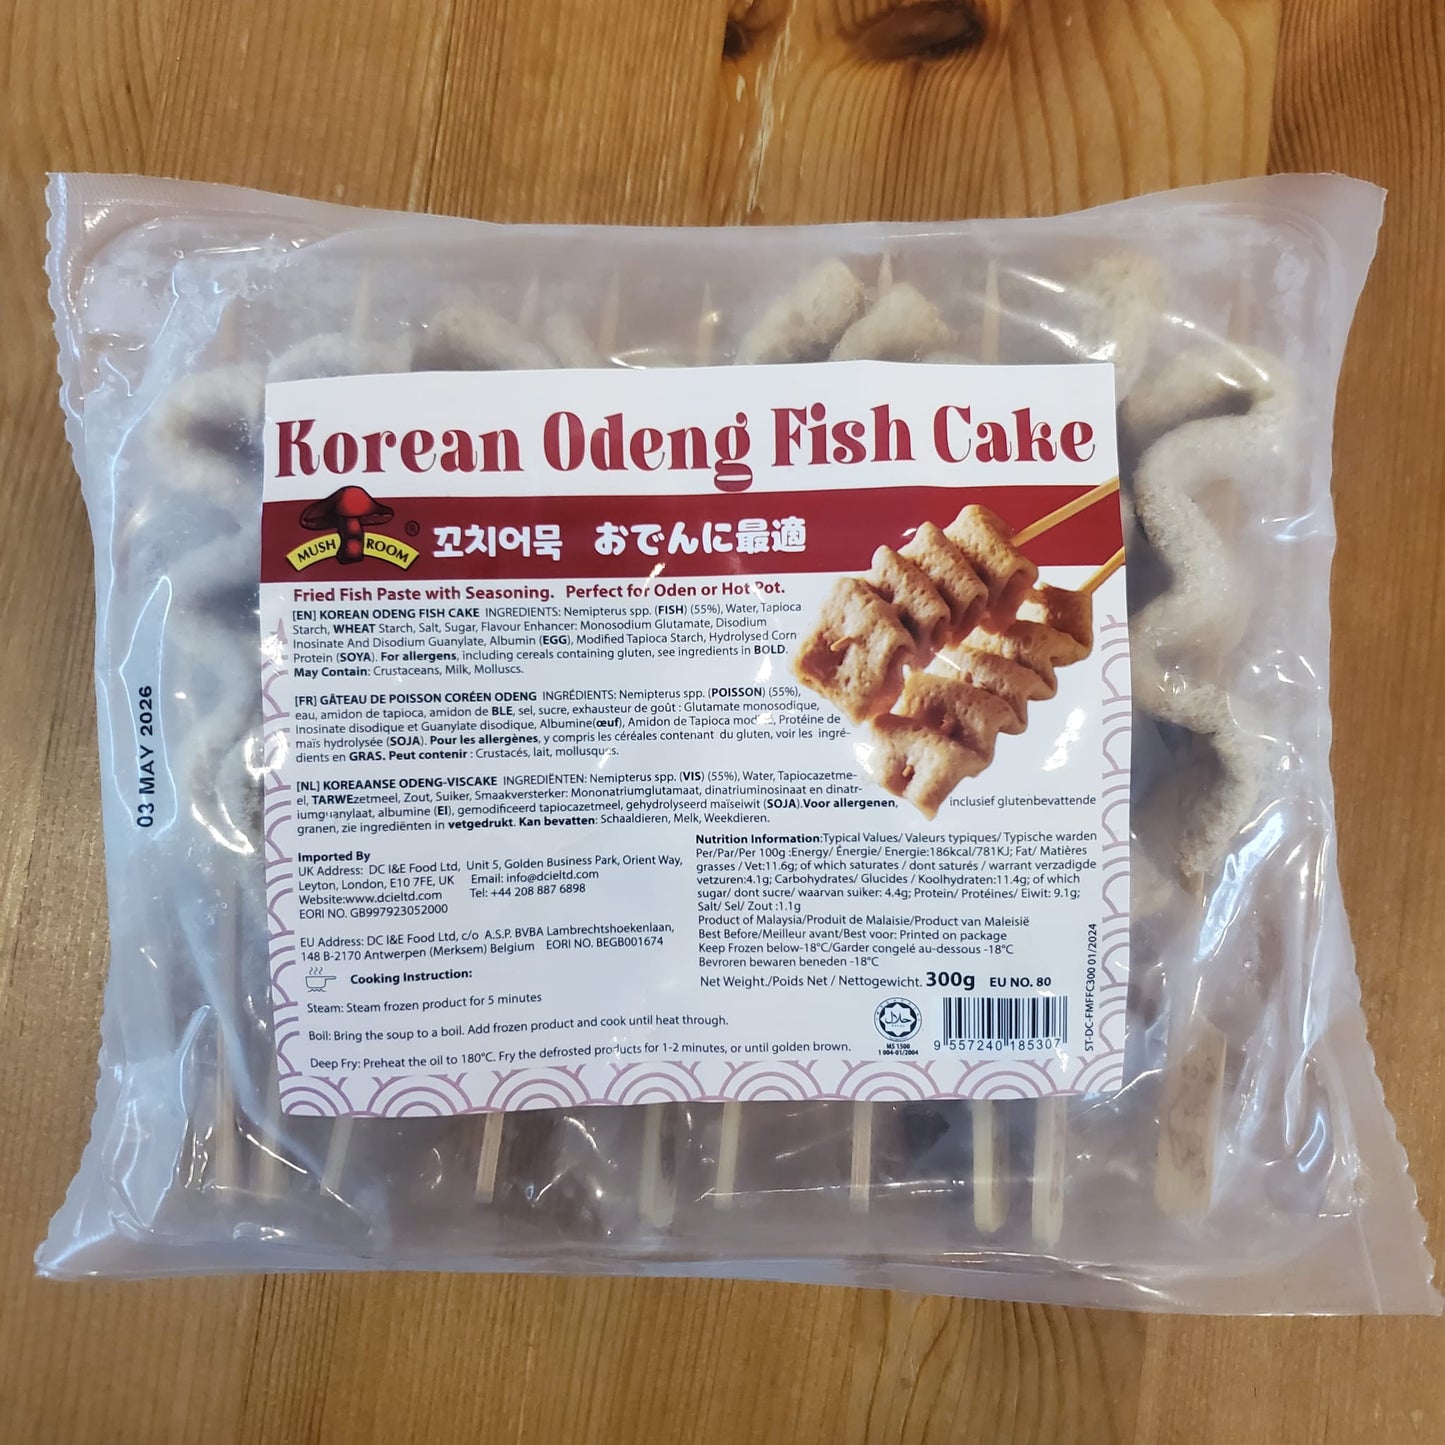 Korean Odeng Fish Cake
MUSH ROOM ®
꼬치어묵 おでんに最適
Fried Fish Paste with Seasoning. Perfect for Oden or Hot Pot.
[EN] KOREAN ODENG FISH CAKE INGREDIENTS: Nemipterus spp. (FISH) (55%), Water, Tapioca
Starch, WHEAT Starch, Salt, Sugar, Flavour Enhancer: Monosodium Glutamate, Disodium
Inosinate And Disodium Guanylate, Albumin (EGG), Modified Tapioca Starch, Hydrolysed Corn
Protein (SOYA). For allergens, including cereals containing gluten, see ingredients in BOLD.
May Contain: Crustaceans, Milk, Molluscs.
[FR] GÂTEAU DE POISSON CORÉEN ODENG INGRÉDIENTS: Nemipterus spp. (POISSON) (55%),
eau, amidon de tapioca, amidon de BLE, sel, sucre, exhausteur de goût : Glutamate monosodique,
Inosinate disodique et Guanylate disodique, Albumine(œuf), Amidon de Tapioca modifié, Protéine de
maïs hydrolysée (SOJA). Pour les allergènes, y compris les céréales contenant du gluten, voir les ingré-
dients en GRAS. Peut contenir : Crustacés, lait, mollusques.
[NL] KOREAANSE ODENG-VISCAKE INGREDIËNTEN: Nemipterus spp. (VIS) (55%), Water, Tapiocazetme-
el, TARWEzetmeel, Zout, Suiker, Smaakversterker: Mononatriumglutamaat, dinatriuminosinaat en dinatr-
iumguanylaat, albumine (EI), gemodificeerd tapiocazetmeel, gehydrolyseerd maïseiwit (SOJA).Voor allergenen, inclusief glutenbevattende
granen, zie ingrediënten in vetgedrukt. Kan bevatten: Schaaldieren, Melk, Weekdieren.
Imported By
UK Address: DC I&E Food Ltd, Unit 5, Golden Business Park, Orient Way,
Leyton, London, E10 7FE, UK Email: info@dcieltd.com
Website:www.dcieltd.com Tel: +44 208 887 6898
EORI NO. GB997923052000
EU Address: DC I&E Food Ltd, c/o A.S.P. BVBA Lambrechtshoekenlaan,
148 B-2170 Antwerpen (Merksem) Belgium EORI NO. BEGB001674
Cooking Instruction:
Steam: Steam frozen product for 5 minutes
Boil: Bring the soup to a boil. Add frozen product and cook until heat through.
Deep Fry: Preheat the oil to 180°C. Fry the defrosted products for 1-2 minutes, or until golden brown.
Nutrition Information:Typical Values/ Valeurs typiques/ Typische warden
Per/Par/Per 100g :Energy/ Énergie/ Energie:186kcal/781KJ; Fat/ Matières
grasses / Vet:11.6g; of which saturates / dont saturés / warrant verzadigde
vetzuren:4.1g; Carbohydrates/ Glucides / Koolhydraten:11.4g; of which
sugar/ dont sucre/ waarvan suiker: 4.4g; Protein/ Protéines/ Eiwit: 9.1g;
Salt/ Sel/ Zout :1.1g
Product of Malaysia/Produit de Malaisie/Product van Maleisië
Best Before/Meilleur avant/Best voor: Printed on package
Keep Frozen below-18°C/Garder congelé au-dessous -18°C
Bevroren bewaren beneden -18°C
Net Weight./Poids Net / Nettogewicht. 300g EU NO. 80
حلال
MS 1500
1 004-01/2004
9 557240 185307
ST-DC-FMFFC300 01/2024
03 MAY 2026